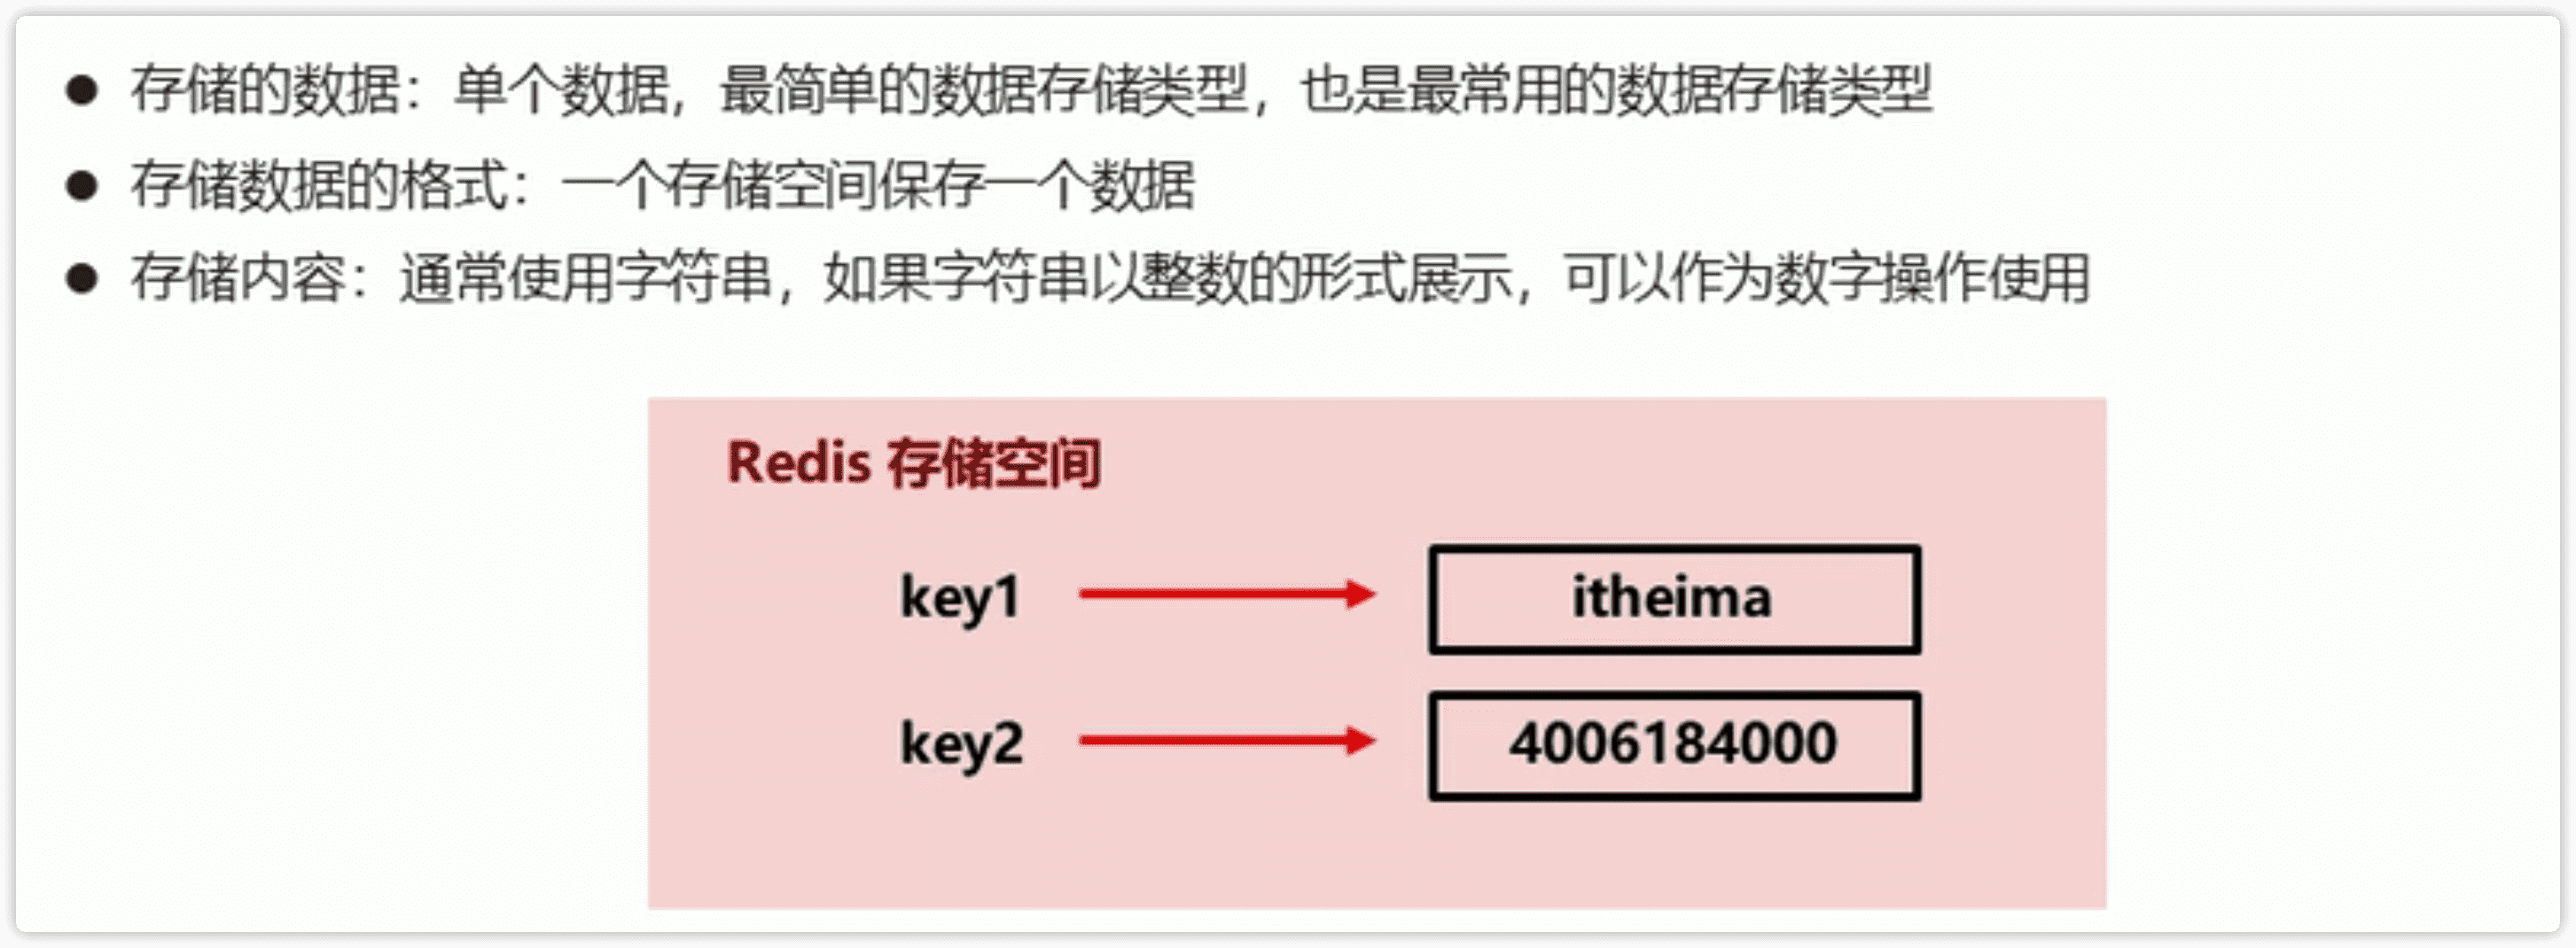 ● 存储的数据：单个数据，最简单的数据存储类型，也是最常用的数据存储类型
● 存储数据的格式：一个存储空间保存一个数据
● 存储内容：通常使用字符串，如果字符串以整数的形式展示，可以作为数字操作使用
Redis 存储空间
key1
itheima
key2
4006184000